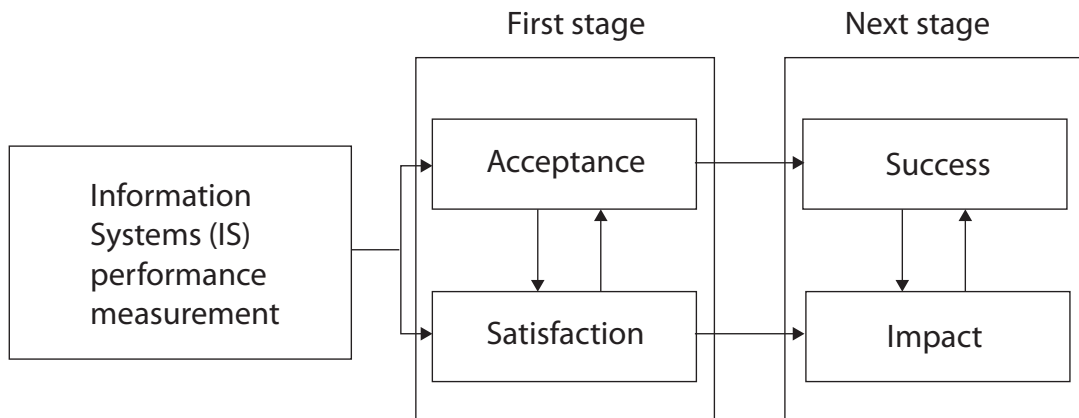 First stage
Next stage
Information
Systems (IS)
performance
measurement
Acceptance
Success
Satisfaction
Impact